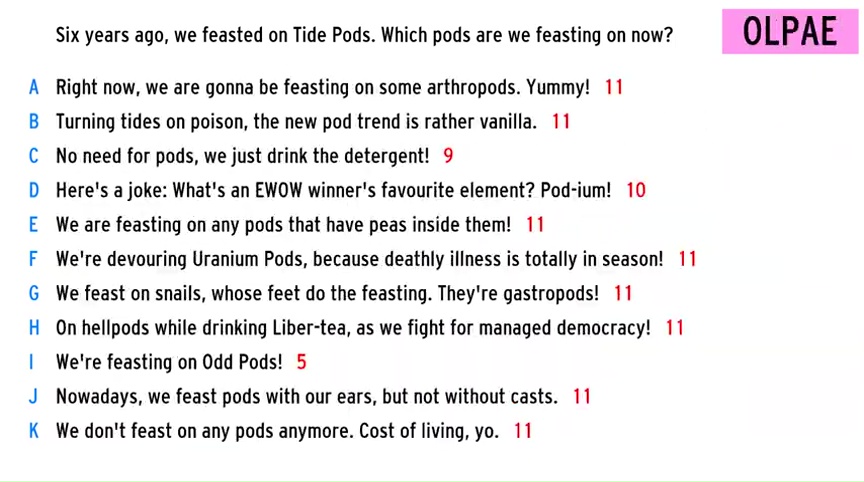 Six years ago, we feasted on Tide Pods. Which pods are we feasting on now?
OLPAE
A Right now, we are gonna be feasting on some arthropods. Yummy! 11
B Turning tides on poison, the new pod trend is rather vanilla. 11
C No need for pods, we just drink the detergent! 9
D Here's a joke: What's an EWOW winner's favourite element? Pod-ium! 10
E We are feasting on any pods that have peas inside them! 11
F We're devouring Uranium Pods, because deathly illness is totally in season! 11
G We feast on snails, whose feet do the feasting. They're gastropods! 11
H On hellpods while drinking Liber-tea, as we fight for managed democracy! 11
I We're feasting on Odd Pods! 5
J Nowadays, we feast pods with our ears, but not without casts. 11
K We don't feast on any pods anymore. Cost of living, yo. 11